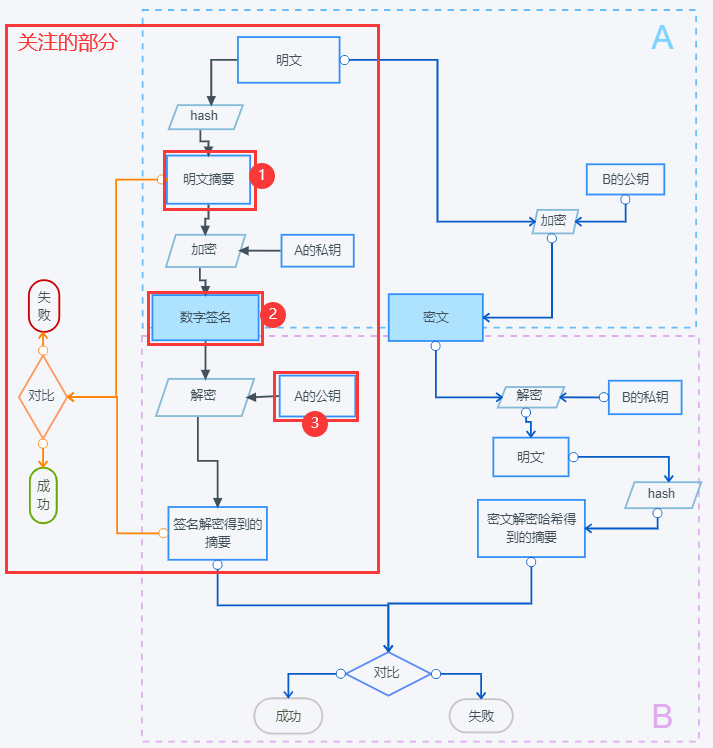 关注的部分
A
明文
hash
明文摘要
1
B的公钥
加密
加密
A的私钥
失
败
数字签名
2
密文
对比
解密
A的公钥
3
解密
B的私钥
明文'
成
功
hash
签名解密得到的
摘要
密文解密哈希得
到的摘要
对比
成功
失败
B